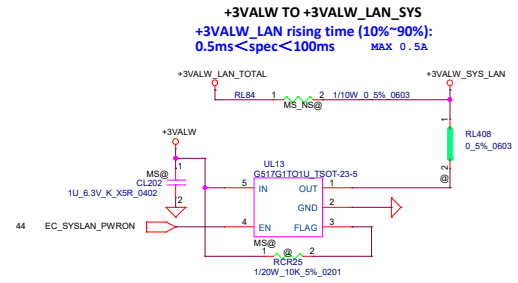 +3VALW TO +3VALW_LAN_SYS
+3VALW_LAN rising time (10%~90%):
0.5ms<spec<100ms MAX 0.5A
+3VALW_LAN_TOTAL
+3VALW_SYS_LAN
RL84 1 2 1/10W_0_5%_0603
MS_NS@
1
RL408
0_5%_0603
2
@
+3VALW
MS@
1
CL202
1U_6.3V_K_X5R_0402
2
UL13
G517G1TO1U_TSOT-23-5
5 IN OUT 1
GND 2
4 EN FLAG 3
44 EC_SYSLAN_PWRON
MS@
1 @ 2
RCR25
1/20W_10K_5%_0201